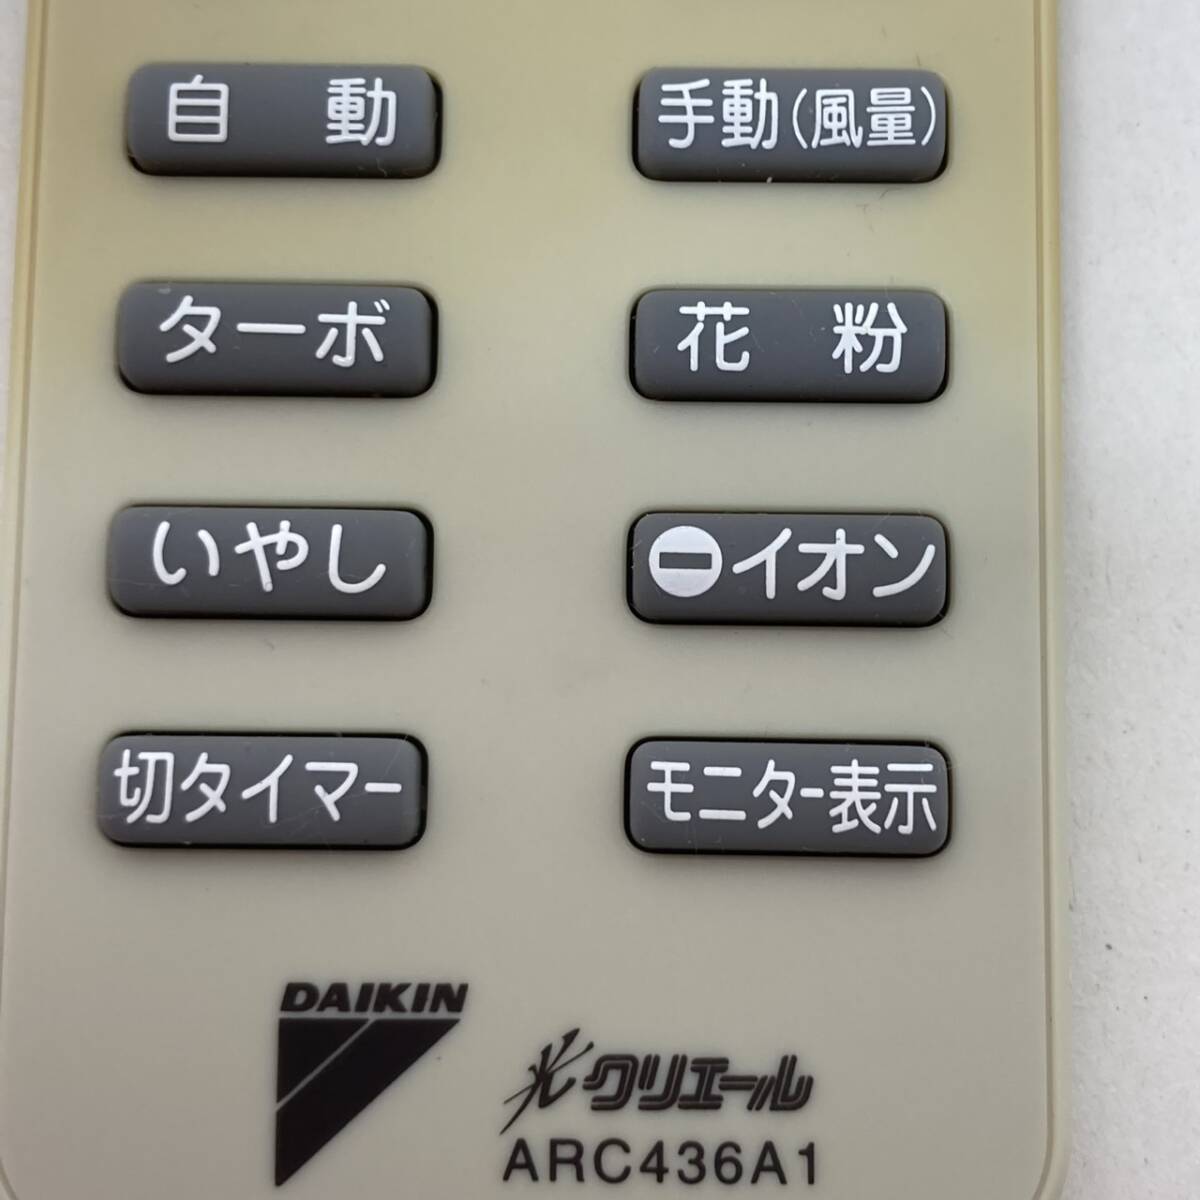 自動 手動(風量)
ターボ 花粉
いやし ⊖イオン
切タイマー モニター表示
DAIKIN
光クリエール
ARC436A1